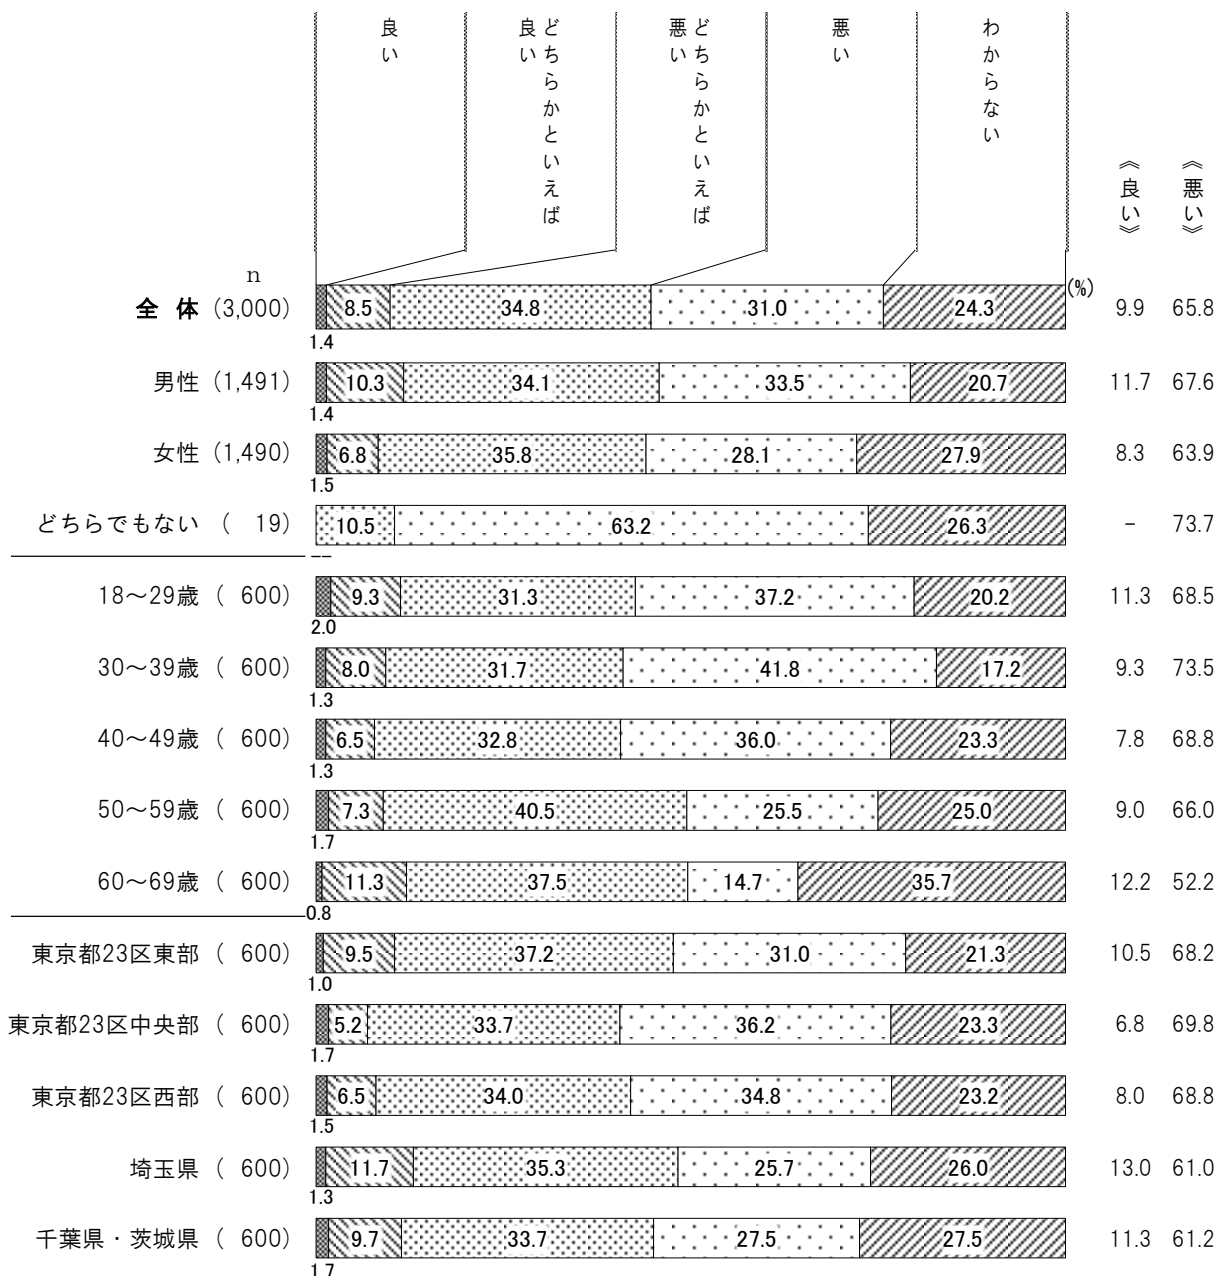 良い
どちらかといえば
良い
どちらかといえば
悪い
悪い
わからない
《良い》
《悪い》
n
(%)
全 体 (3,000) 8.5 34.8 31.0 24.3 9.9 65.8
1.4
男性 (1,491) 10.3 34.1 33.5 20.7 11.7 67.6
1.4
女性 (1,490) 6.8 35.8 28.1 27.9 8.3 63.9
1.5
どちらでもない ( 19) 10.5 63.2 26.3 － 73.7
--
18～29歳 ( 600) 9.3 31.3 37.2 20.2 11.3 68.5
2.0
30～39歳 ( 600) 8.0 31.7 41.8 17.2 9.3 73.5
1.3
40～49歳 ( 600) 6.5 32.8 36.0 23.3 7.8 68.8
1.3
50～59歳 ( 600) 7.3 40.5 25.5 25.0 9.0 66.0
1.7
60～69歳 ( 600) 11.3 37.5 14.7 35.7 12.2 52.2
0.8
東京都23区東部 ( 600) 9.5 37.2 31.0 21.3 10.5 68.2
1.0
東京都23区中央部 ( 600) 5.2 33.7 36.2 23.3 6.8 69.8
1.7
東京都23区西部 ( 600) 6.5 34.0 34.8 23.2 8.0 68.8
1.5
埼玉県 ( 600) 11.7 35.3 25.7 26.0 13.0 61.0
1.3
千葉県・茨城県 ( 600) 9.7 33.7 27.5 27.5 11.3 61.2
1.7